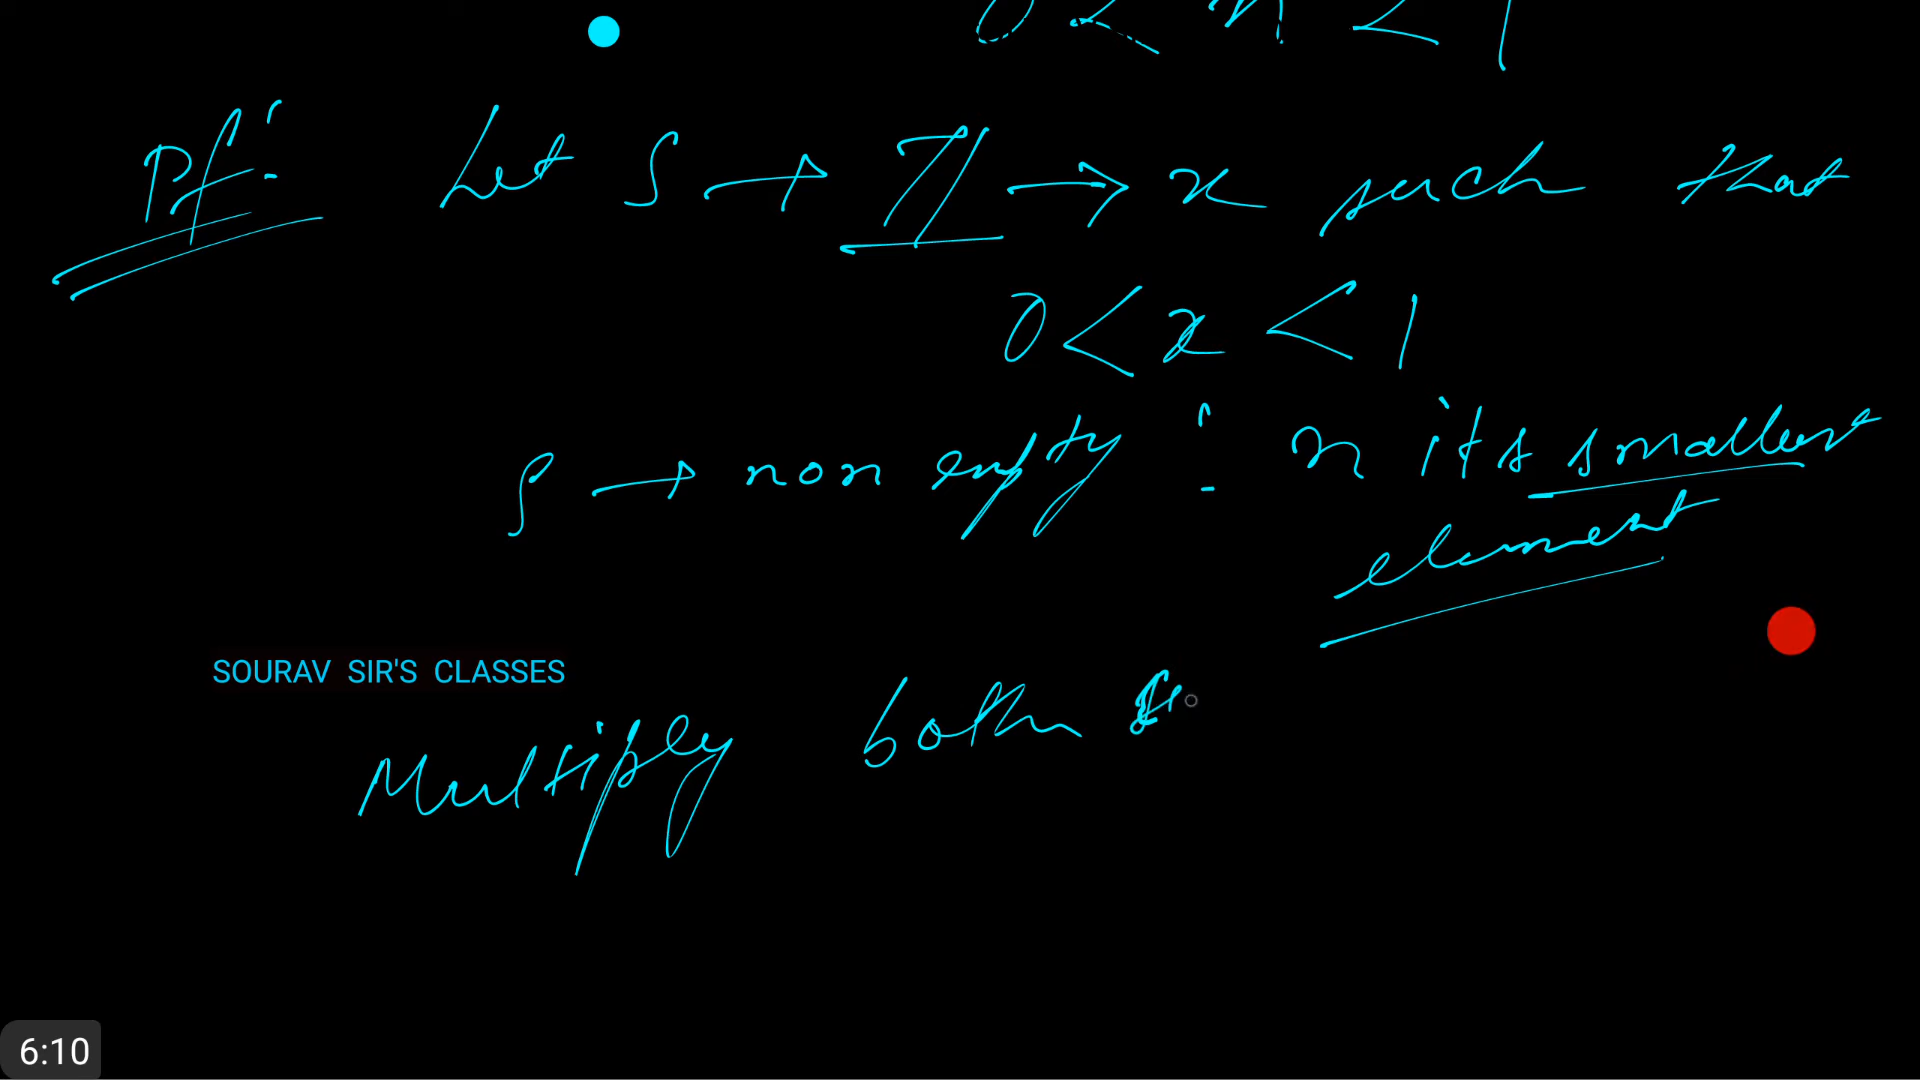 0 < n < 1
Pf: Let S → Z → x such that
0 < x < 1
S → non empty : n its smallest
element
SOURAV SIR'S CLASSES
Multiply both
6:10